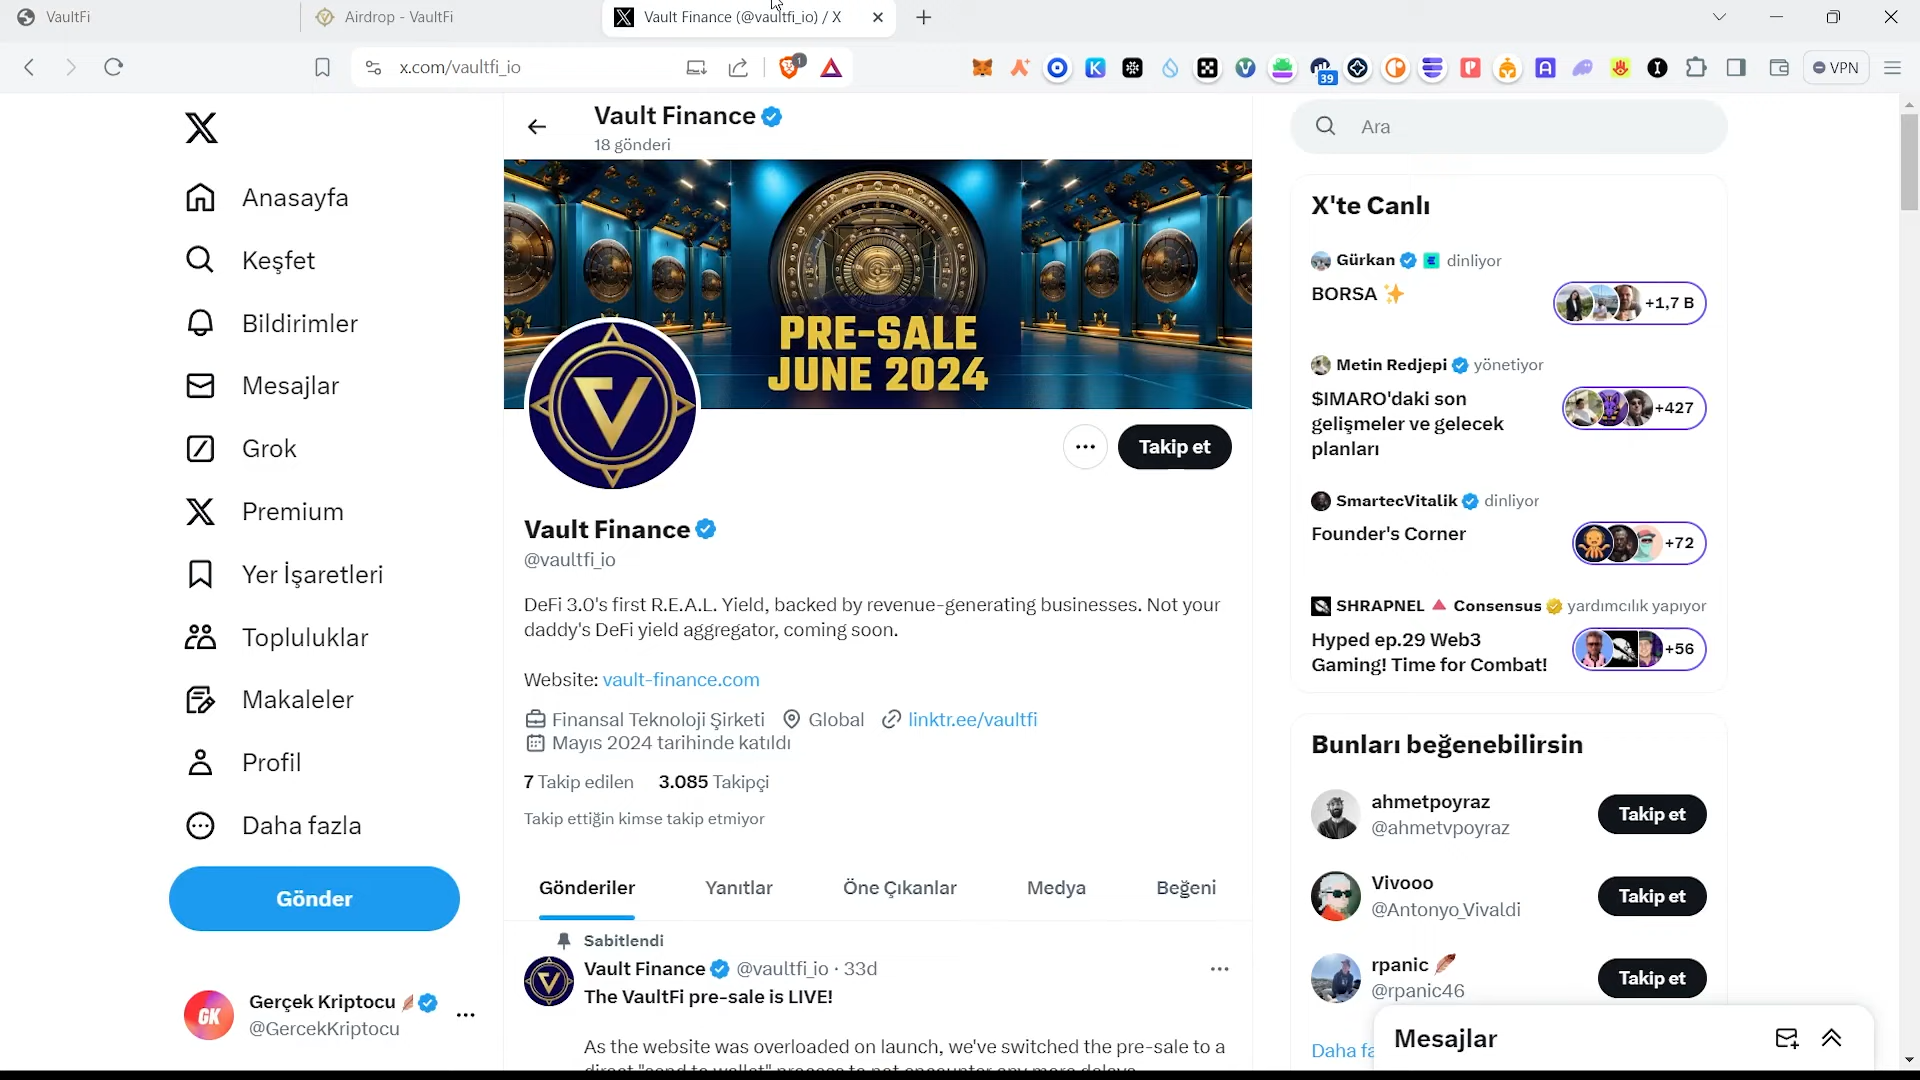 VaultFi
Airdrop - VaultFi
Vault Finance (@vaultfi_io) / X
x.com/vaultfi_io
1
39
VPN
Vault Finance
18 gönderi
Ara
Anasayfa
Keşfet
Bildirimler
Mesajlar
Grok
Premium
Yer İşaretleri
Topluluklar
Makaleler
Profil
Daha fazla
Gönder
GK
Gerçek Kriptocu
@GercekKriptocu
PRE-SALE
JUNE 2024
Takip et
Vault Finance
@vaultfi_io
DeFi 3.0's first R.E.A.L. Yield, backed by revenue-generating businesses. Not your
daddy's DeFi yield aggregator, coming soon.
Website: vault-finance.com
Finansal Teknoloji Şirketi Global linktr.ee/vaultfi
Mayıs 2024 tarihinde katıldı
7 Takip edilen 3.085 Takipçi
Takip ettiğin kimse takip etmiyor
Gönderiler Yanıtlar Öne Çıkanlar Medya Beğeni
Sabitlendi
Vault Finance @vaultfi_io · 33d
The VaultFi pre-sale is LIVE!
As the website was overloaded on launch, we've switched the pre-sale to a
X'te Canlı
Gürkan dinliyor
BORSA ✨
+1,7 B
Metin Redjepi yönetiyor
$IMARO'daki son
gelişmeler ve gelecek
planları
+427
SmartecVitalik dinliyor
Founder's Corner
+72
SHRAPNEL 🔺 Consensus yardımcılık yapıyor
Hyped ep.29 Web3
Gaming! Time for Combat!
+56
Bunları beğenebilirsin
ahmetpoyraz
@ahmetvpoyraz
Takip et
Vivooo
@Antonyo_Vivaldi
Takip et
rpanic
@rpanic46
Takip et
Daha
Mesajlar